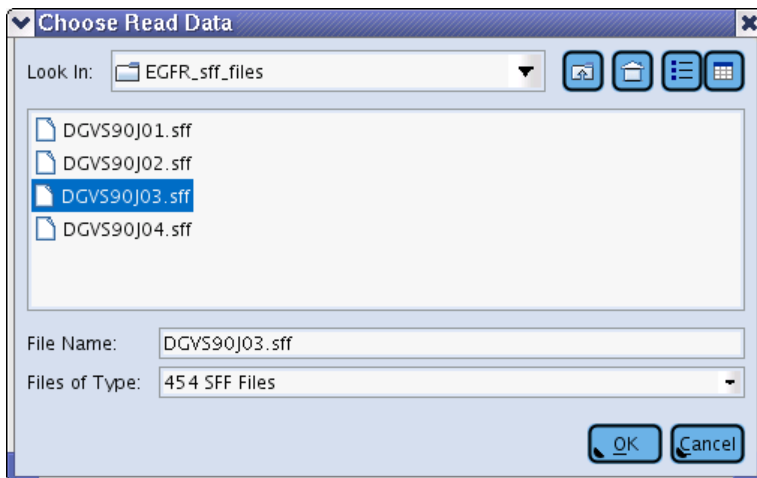 Choose Read Data
Look In: EGFR_sff_files
DGVS90J01.sff
DGVS90J02.sff
DGVS90J03.sff
DGVS90J04.sff
File Name: DGVS90J03.sff
Files of Type: 454 SFF Files
OK Cancel